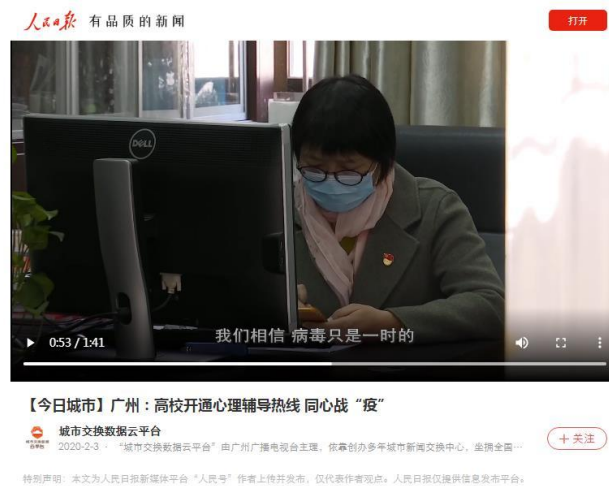 人民日报 有品质的新闻
打开
DELL
我们相信 病毒只是一时的
0:53 / 1:41
【今日城市】广州：高校开通心理辅导热线 同心战“疫”
城市交换数据云平台
2020-2-3 · “城市交换数据云平台”由广州广播电视台主理，依靠创办多年城市新闻交换中心，坐拥全国…
+ 关注
特别声明：本文为人民日报新媒体平台“人民号”作者上传并发布，仅代表作者观点。人民日报仅提供信息发布平台。